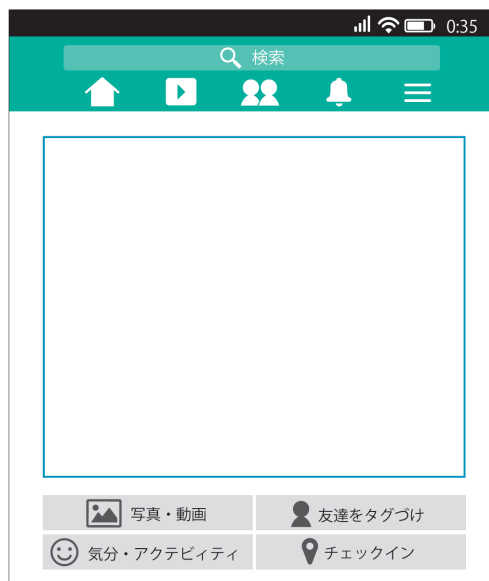 0:35
検索
写真・動画
友達をタグづけ
気分・アクテビィティ
チェックイン